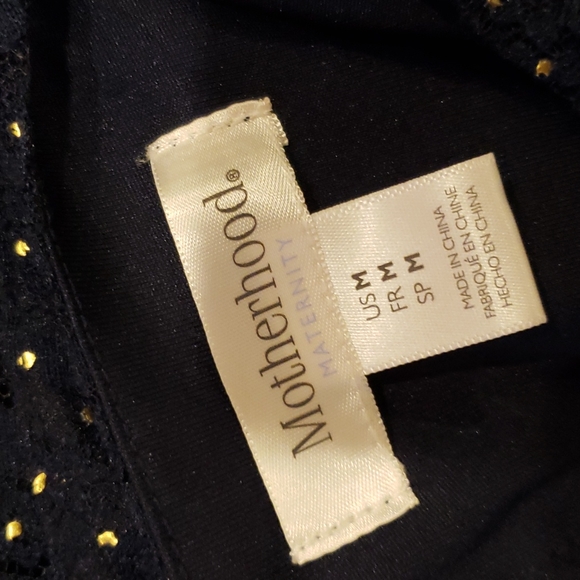 Motherhood®
MATERNITY
US M
FR M
SP M
MADE IN CHINA
FABRIQUÉ EN CHINE
HECHO EN CHINA